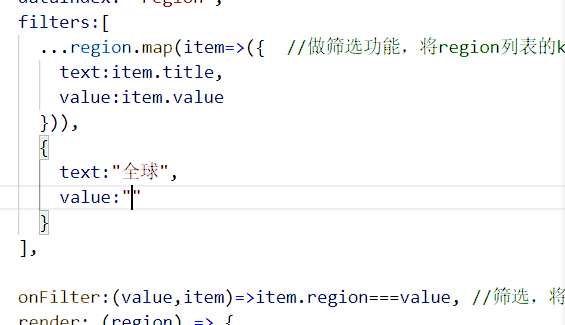 dataIndex: "region",
filters:[
...region.map(item=>({ //做筛选功能，将region列表的k
text:item.title,
value:item.value
})),
{
text:"全球",
value:""
}
],
onFilter:(value,item)=>item.region===value, //筛选，将
render: (region) => {